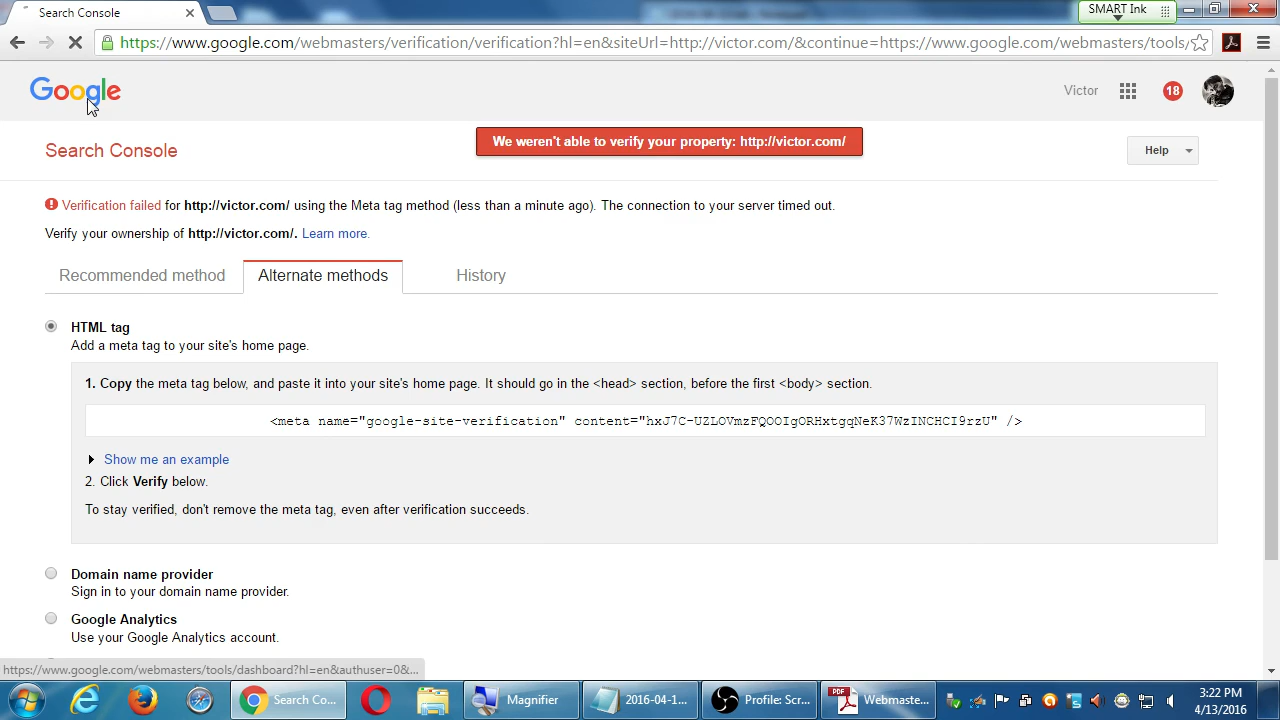 Search Console
SMART Ink
https://www.google.com/webmasters/verification/verification?hl=en&siteUrl=http://victor.com/&continue=https://www.google.com/webmasters/tools/
Google
Victor
18
Search Console
We weren't able to verify your property: http://victor.com/
Help
Verification failed for http://victor.com/ using the Meta tag method (less than a minute ago). The connection to your server timed out.
Verify your ownership of http://victor.com/. Learn more.
Recommended method
Alternate methods
History
HTML tag
Add a meta tag to your site's home page.
1. Copy the meta tag below, and paste it into your site's home page. It should go in the <head> section, before the first <body> section.
<meta name="google-site-verification" content="hxJ7C-UZLOVmzFQOOIgORHxtgqNeK37WzINCHCI9rzU" />
Show me an example
2. Click Verify below.
To stay verified, don't remove the meta tag, even after verification succeeds.
Domain name provider
Sign in to your domain name provider.
Google Analytics
Use your Google Analytics account.
https://www.google.com/webmasters/tools/dashboard?hl=en&authuser=0&...
Search Co...
Magnifier
2016-04-1...
Profile: Scr...
PDF
Webmaste...
3:22 PM
4/13/2016